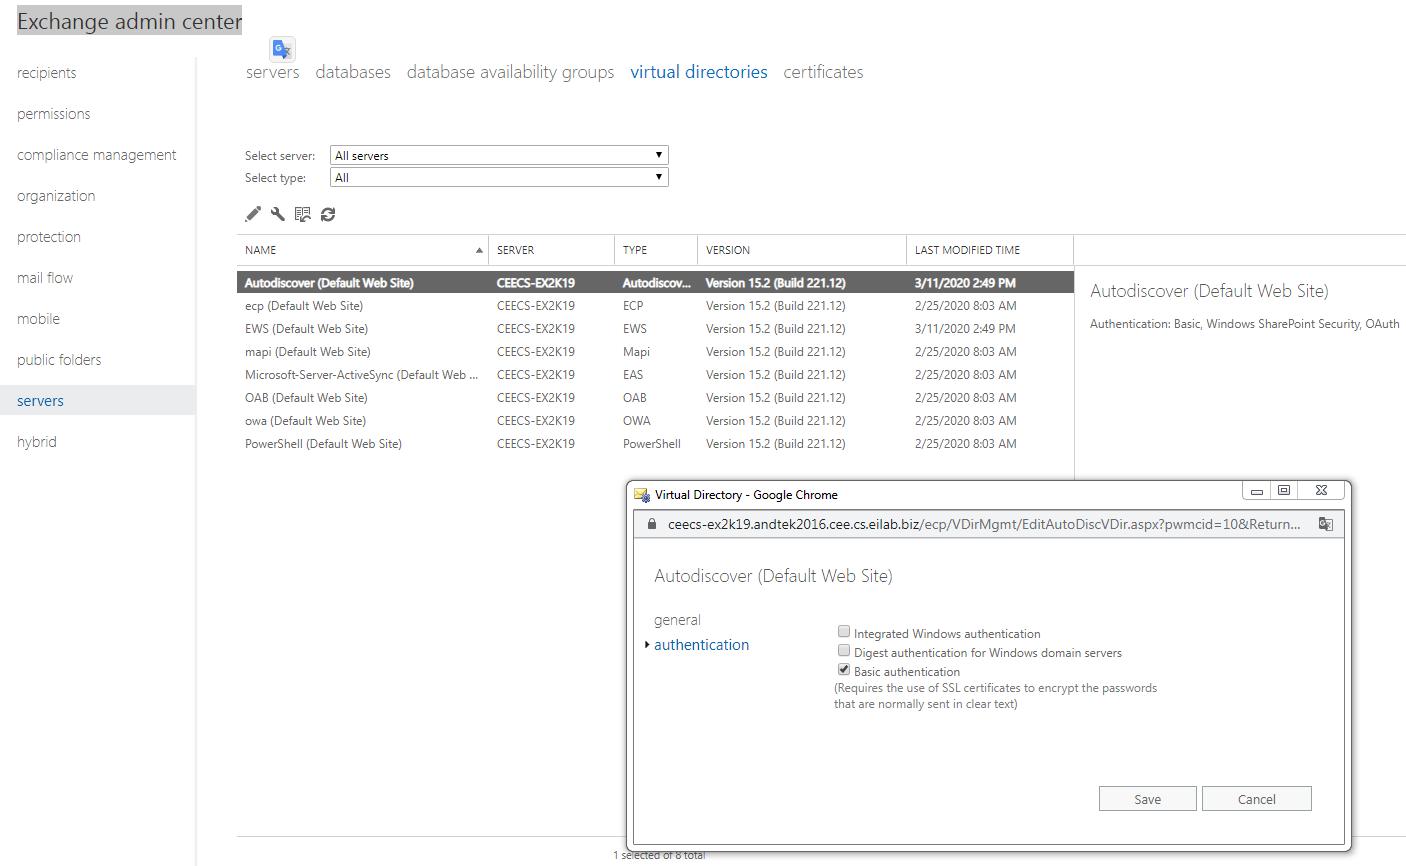 Exchange admin center
recipients
permissions
compliance management
organization
protection
mail flow
mobile
public folders
servers
hybrid
servers databases database availability groups virtual directories certificates
Select server: All servers
Select type: All
NAME SERVER TYPE VERSION LAST MODIFIED TIME
Autodiscover (Default Web Site) CEECS-EX2K19 Autodiscov... Version 15.2 (Build 221.12) 3/11/2020 2:49 PM
ecp (Default Web Site) CEECS-EX2K19 ECP Version 15.2 (Build 221.12) 2/25/2020 8:03 AM
EWS (Default Web Site) CEECS-EX2K19 EWS Version 15.2 (Build 221.12) 3/11/2020 2:49 PM
mapi (Default Web Site) CEECS-EX2K19 Mapi Version 15.2 (Build 221.12) 2/25/2020 8:03 AM
Microsoft-Server-ActiveSync (Default Web ... CEECS-EX2K19 EAS Version 15.2 (Build 221.12) 2/25/2020 8:03 AM
OAB (Default Web Site) CEECS-EX2K19 OAB Version 15.2 (Build 221.12) 2/25/2020 8:03 AM
owa (Default Web Site) CEECS-EX2K19 OWA Version 15.2 (Build 221.12) 2/25/2020 8:03 AM
PowerShell (Default Web Site) CEECS-EX2K19 PowerShell Version 15.2 (Build 221.12) 2/25/2020 8:03 AM
Autodiscover (Default Web Site)
Authentication: Basic, Windows SharePoint Security, OAuth
Virtual Directory - Google Chrome
ceecs-ex2k19.andtek2016.cee.cs.eilab.biz/ecp/VDirMgmt/EditAutoDiscVDir.aspx?pwmcid=10&Return...
Autodiscover (Default Web Site)
general
authentication
Integrated Windows authentication
Digest authentication for Windows domain servers
Basic authentication
(Requires the use of SSL certificates to encrypt the passwords
that are normally sent in clear text)
Save Cancel
1 selected of 8 total